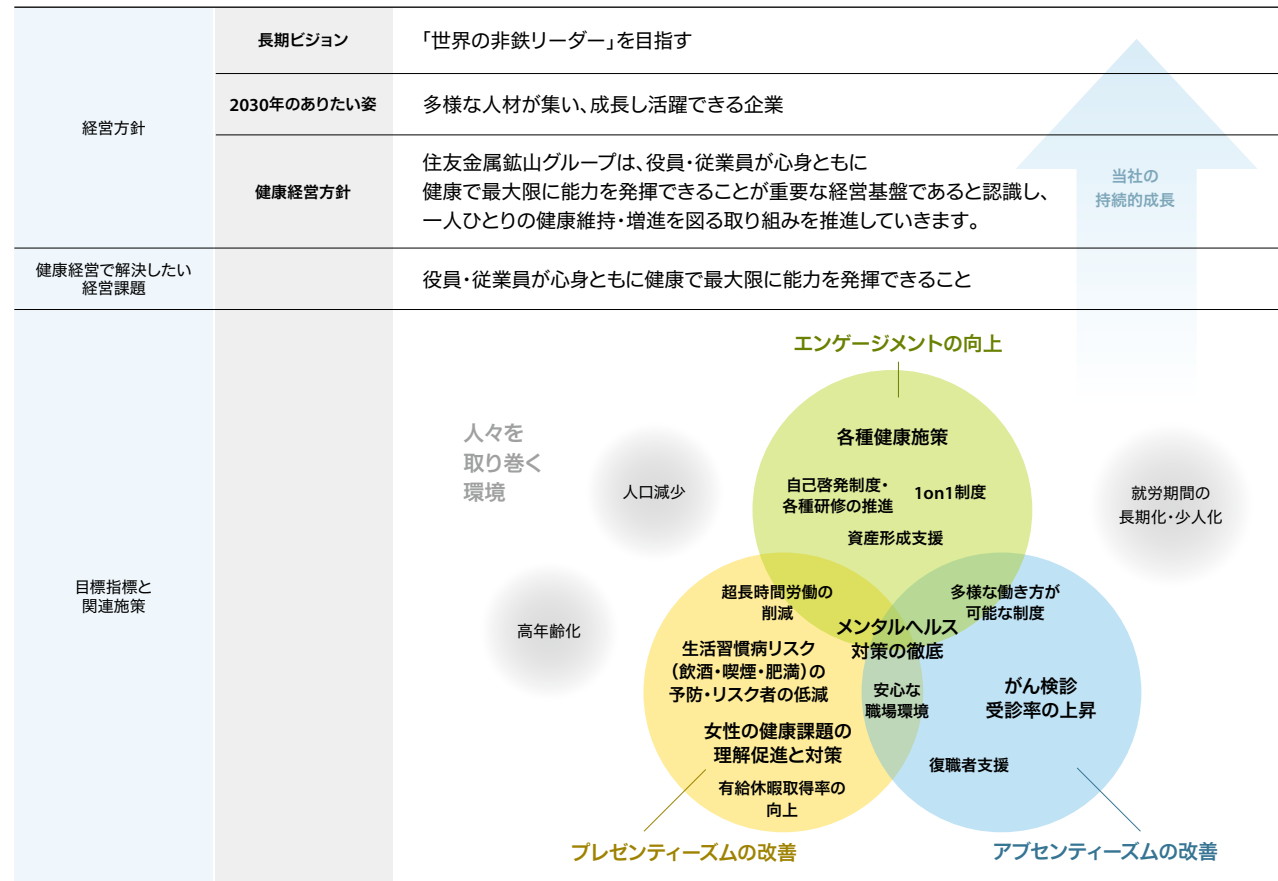 経営方針
長期ビジョン
「世界の非鉄リーダー」を目指す
2030年のありたい姿
多様な人材が集い、成長し活躍できる企業
健康経営方針
住友金属鉱山グループは、役員・従業員が心身ともに
健康で最大限に能力を発揮できることが重要な経営基盤であると認識し、
一人ひとりの健康維持・増進を図る取り組みを推進していきます。
当社の
持続的成長
健康経営で解決したい
経営課題
役員・従業員が心身ともに健康で最大限に能力を発揮できること
目標指標と
関連施策
人々を
取り巻く
環境
人口減少
高年齢化
就労期間の
長期化・少人化
エンゲージメントの向上
各種健康施策
自己啓発制度・
各種研修の推進
1on1制度
資産形成支援
超長時間労働の
削減
多様な働き方が
可能な制度
メンタルヘルス
対策の徹底
生活習慣病リスク
（飲酒・喫煙・肥満）の
予防・リスク者の低減
安心な
職場環境
がん検診
受診率の上昇
女性の健康課題の
理解促進と対策
復職者支援
有給休暇取得率の
向上
プレゼンティーズムの改善
アブセンティーズムの改善